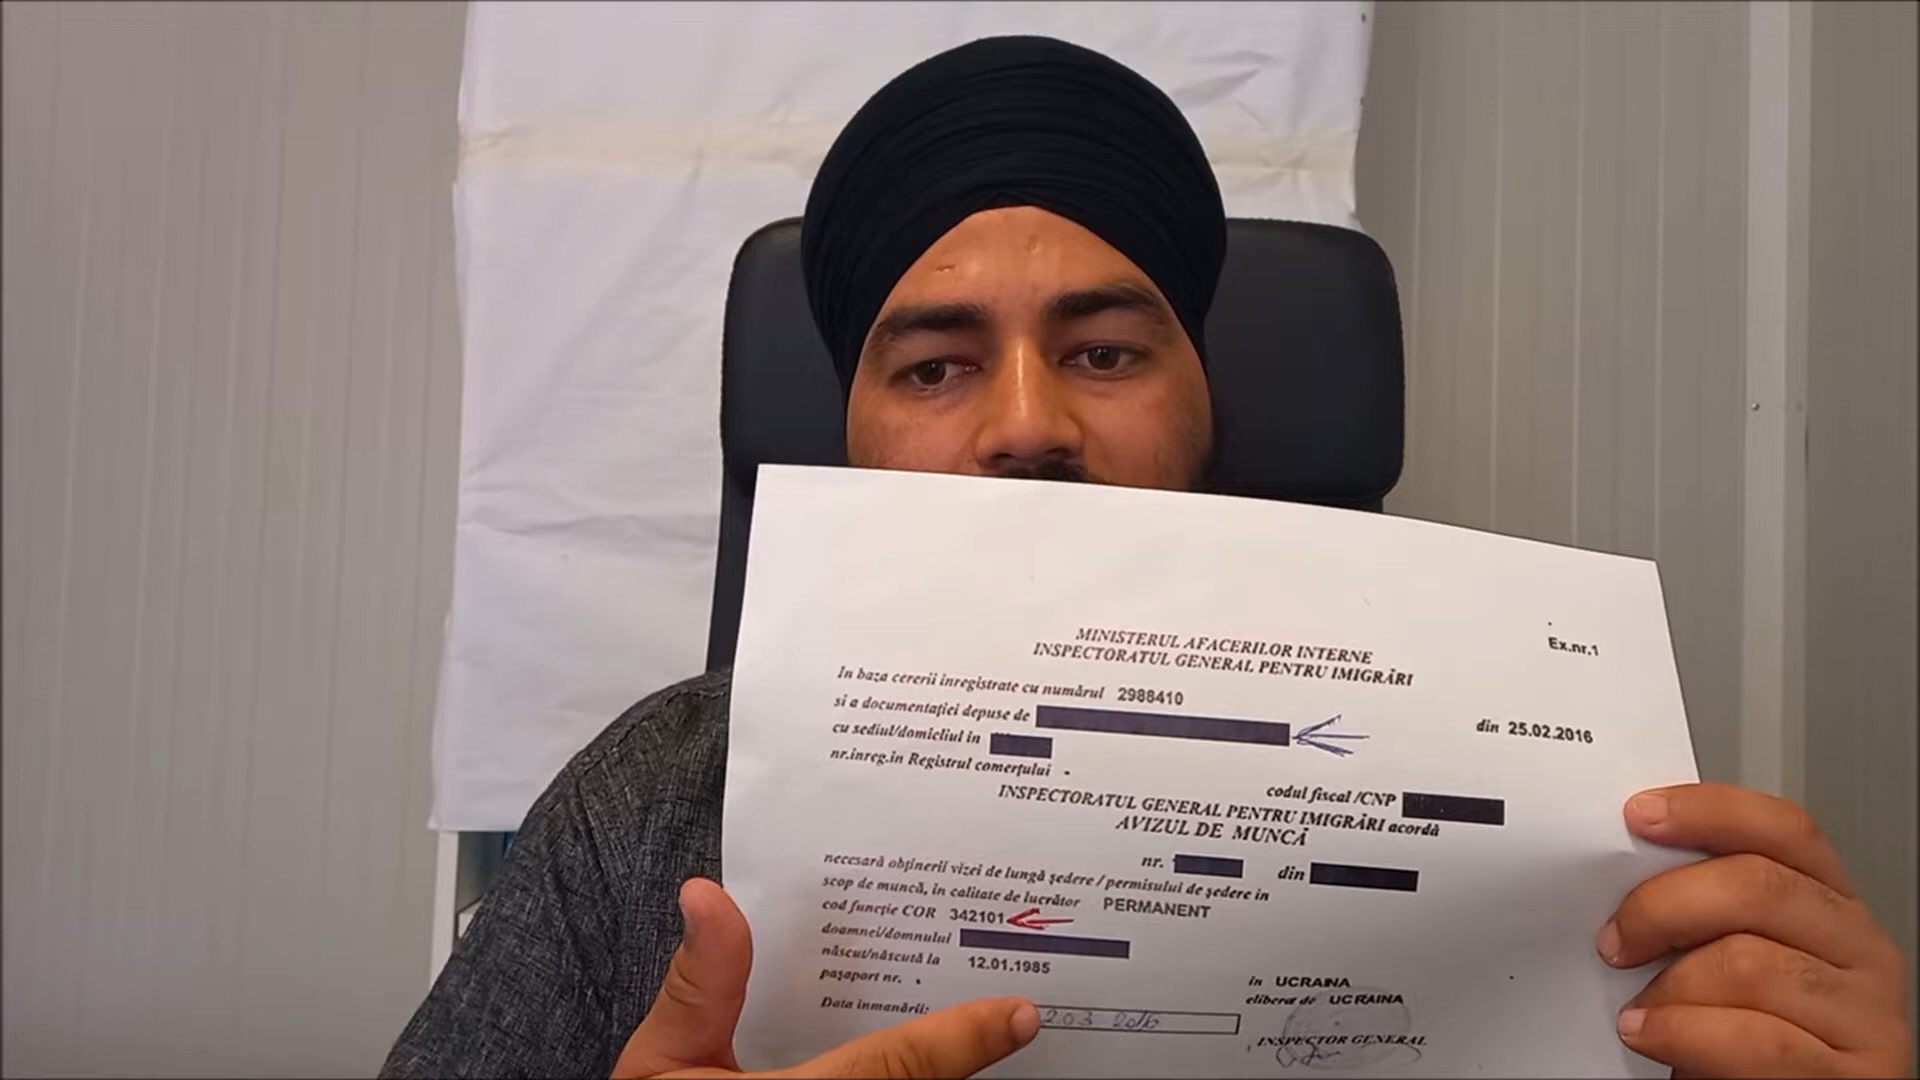 Ex.nr.1
MINISTERUL AFACERILOR INTERNE
INSPECTORATUL GENERAL PENTRU IMIGRĂRI
In baza cererii inregistrate cu numărul 2988410
din 25.02.2016
si a documentației depuse de
cu sediul/domicliul in
nr.inreg.in Registrul comerțului
codul fiscal /CNP
INSPECTORATUL GENERAL PENTRU IMIGRĂRI acordă
AVIZUL DE MUNCĂ
nr. din
necesară obținerii vizei de lungă ședere / permisului de ședere in
scop de muncă, in calitate de lucrător PERMANENT
cod funcție COR 342101
doamnei/domnului
născut/născută la 12.01.1985
in UCRAINA
pașaport nr.
eliberat de UCRAINA
Data inmanării:
INSPECTOR GENERAL